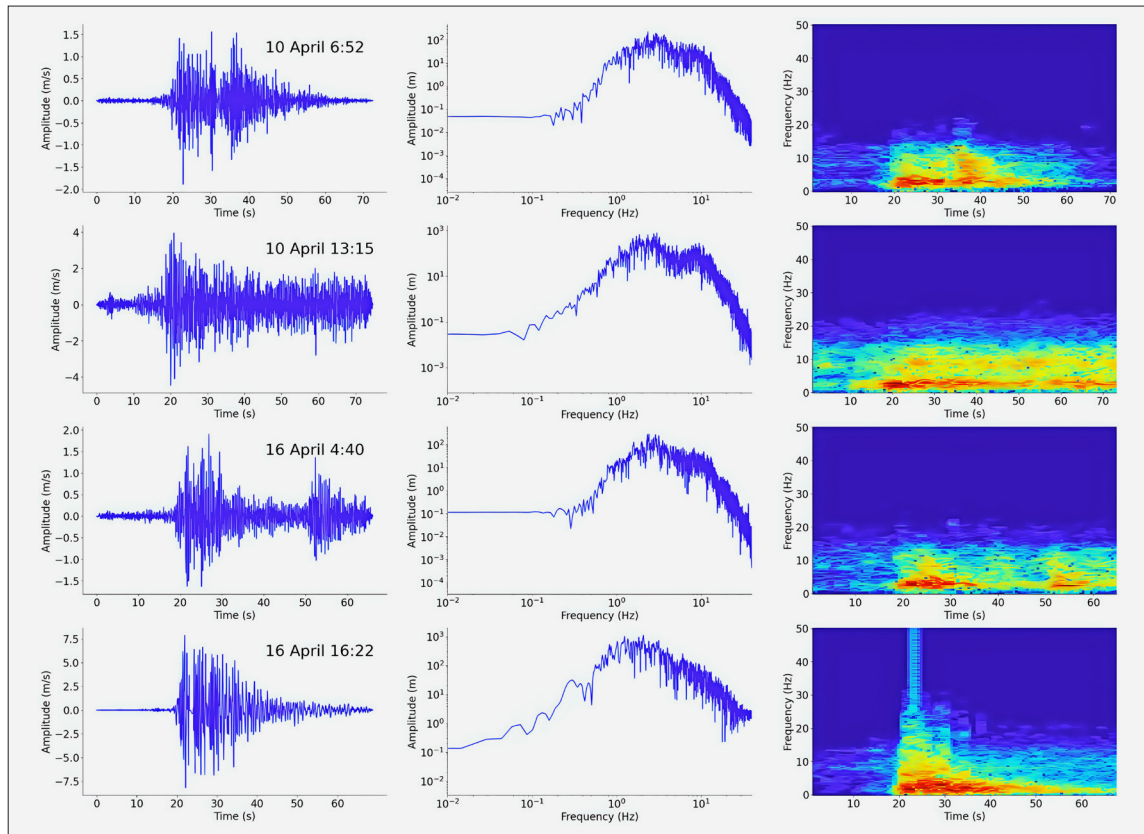 10 April 6:52
Amplitude (m/s)
1.5
1.0
0.5
0.0
−0.5
−1.0
−1.5
−2.0
0 10 20 30 40 50 60 70
Time (s)
Amplitude (m)
10² 
10¹
10⁰
10⁻¹
10⁻²
10⁻³
10⁻⁴
10⁻² 10⁻¹ 10⁰ 10¹
Frequency (Hz)
Frequency (Hz)
50
40
30
20
10
0
10 20 30 40 50 60 70
Time (s)
10 April 13:15
Amplitude (m/s)
4
2
0
−2
−4
0 10 20 30 40 50 60 70
Time (s)
Amplitude (m)
10³
10¹
10⁻¹
10⁻³
10⁻² 10⁻¹ 10⁰ 10¹
Frequency (Hz)
Frequency (Hz)
50
40
30
20
10
0
10 20 30 40 50 60 70
Time (s)
16 April 4:40
Amplitude (m/s)
2.0
1.5
1.0
0.5
0.0
−0.5
−1.0
−1.5
0 10 20 30 40 50 60
Time (s)
Amplitude (m)
10²
10¹
10⁰
10⁻¹
10⁻²
10⁻³
10⁻⁴
10⁻² 10⁻¹ 10⁰ 10¹
Frequency (Hz)
Frequency (Hz)
50
40
30
20
10
0
10 20 30 40 50 60
Time (s)
16 April 16:22
Amplitude (m/s)
7.5
5.0
2.5
0.0
−2.5
−5.0
−7.5
0 10 20 30 40 50 60
Time (s)
Amplitude (m)
10³
10²
10¹
10⁰
10⁻¹
10⁻²
10⁻² 10⁻¹ 10⁰ 10¹
Frequency (Hz)
Frequency (Hz)
50
40
30
20
10
0
10 20 30 40 50 60
Time (s)